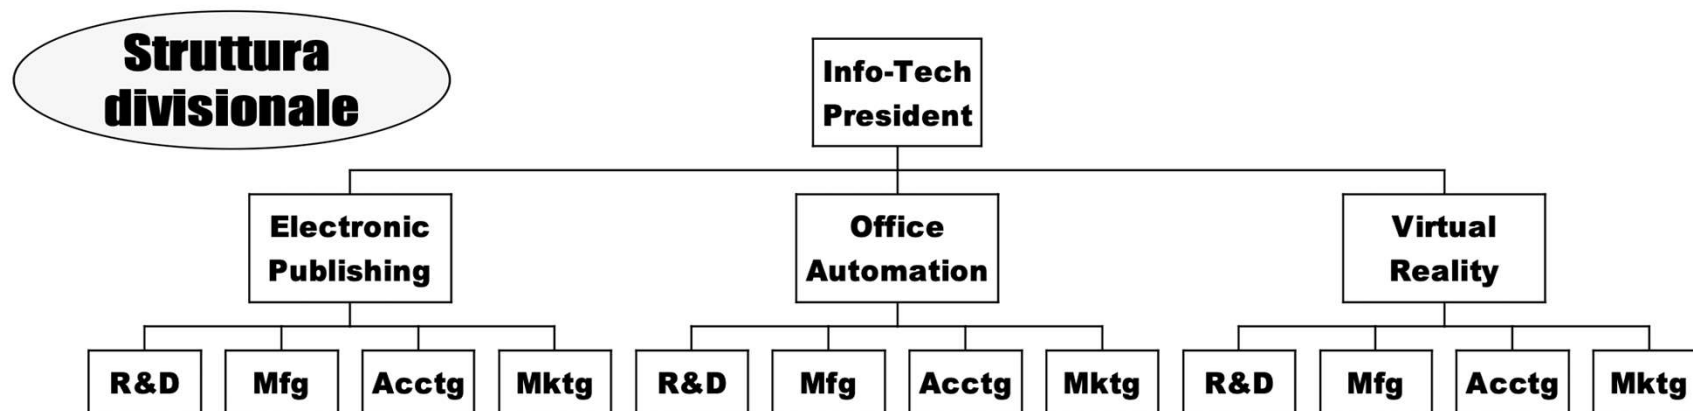 Struttura
divisionale
Info-Tech
President
Electronic
Publishing
Office
Automation
Virtual
Reality
R&D
Mfg
Acctg
Mktg
R&D
Mfg
Acctg
Mktg
R&D
Mfg
Acctg
Mktg